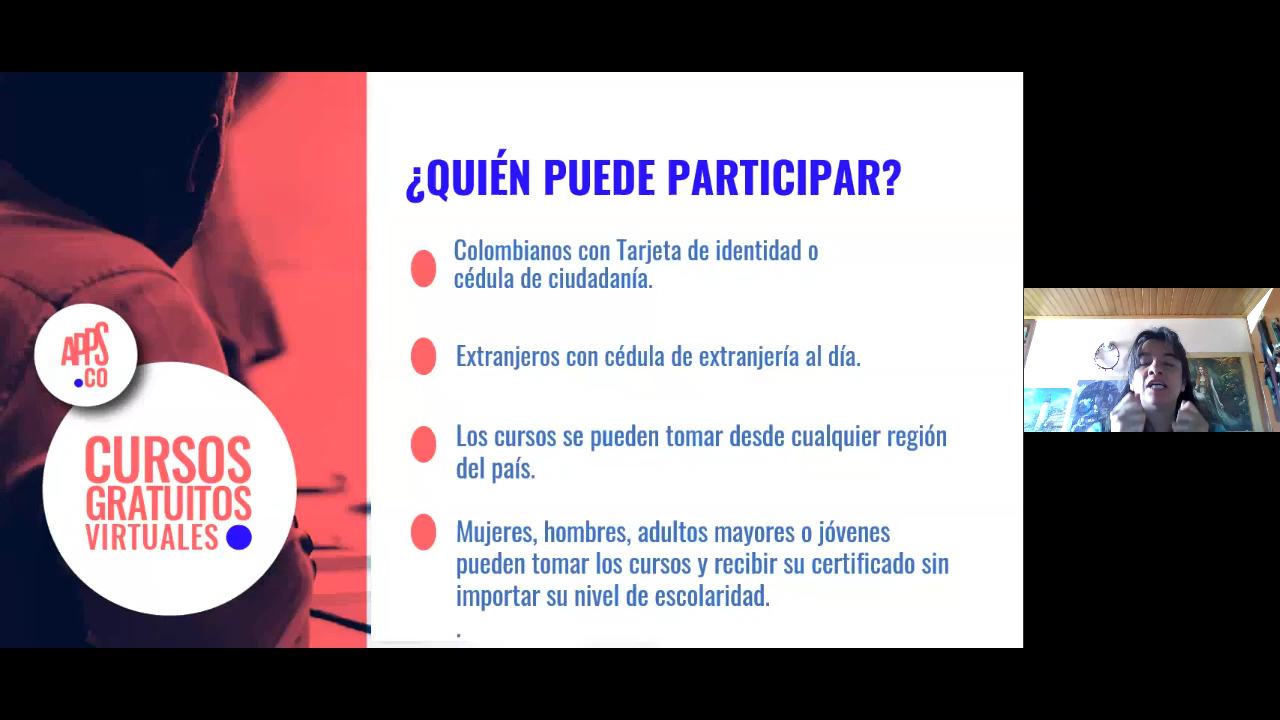 ¿QUIÉN PUEDE PARTICIPAR?
Colombianos con Tarjeta de identidad o
cédula de ciudadanía.
Extranjeros con cédula de extranjería al día.
Los cursos se pueden tomar desde cualquier región
del país.
Mujeres, hombres, adultos mayores o jóvenes
pueden tomar los cursos y recibir su certificado sin
importar su nivel de escolaridad.
.
APPS
.CO
CURSOS
GRATUITOS
VIRTUALES